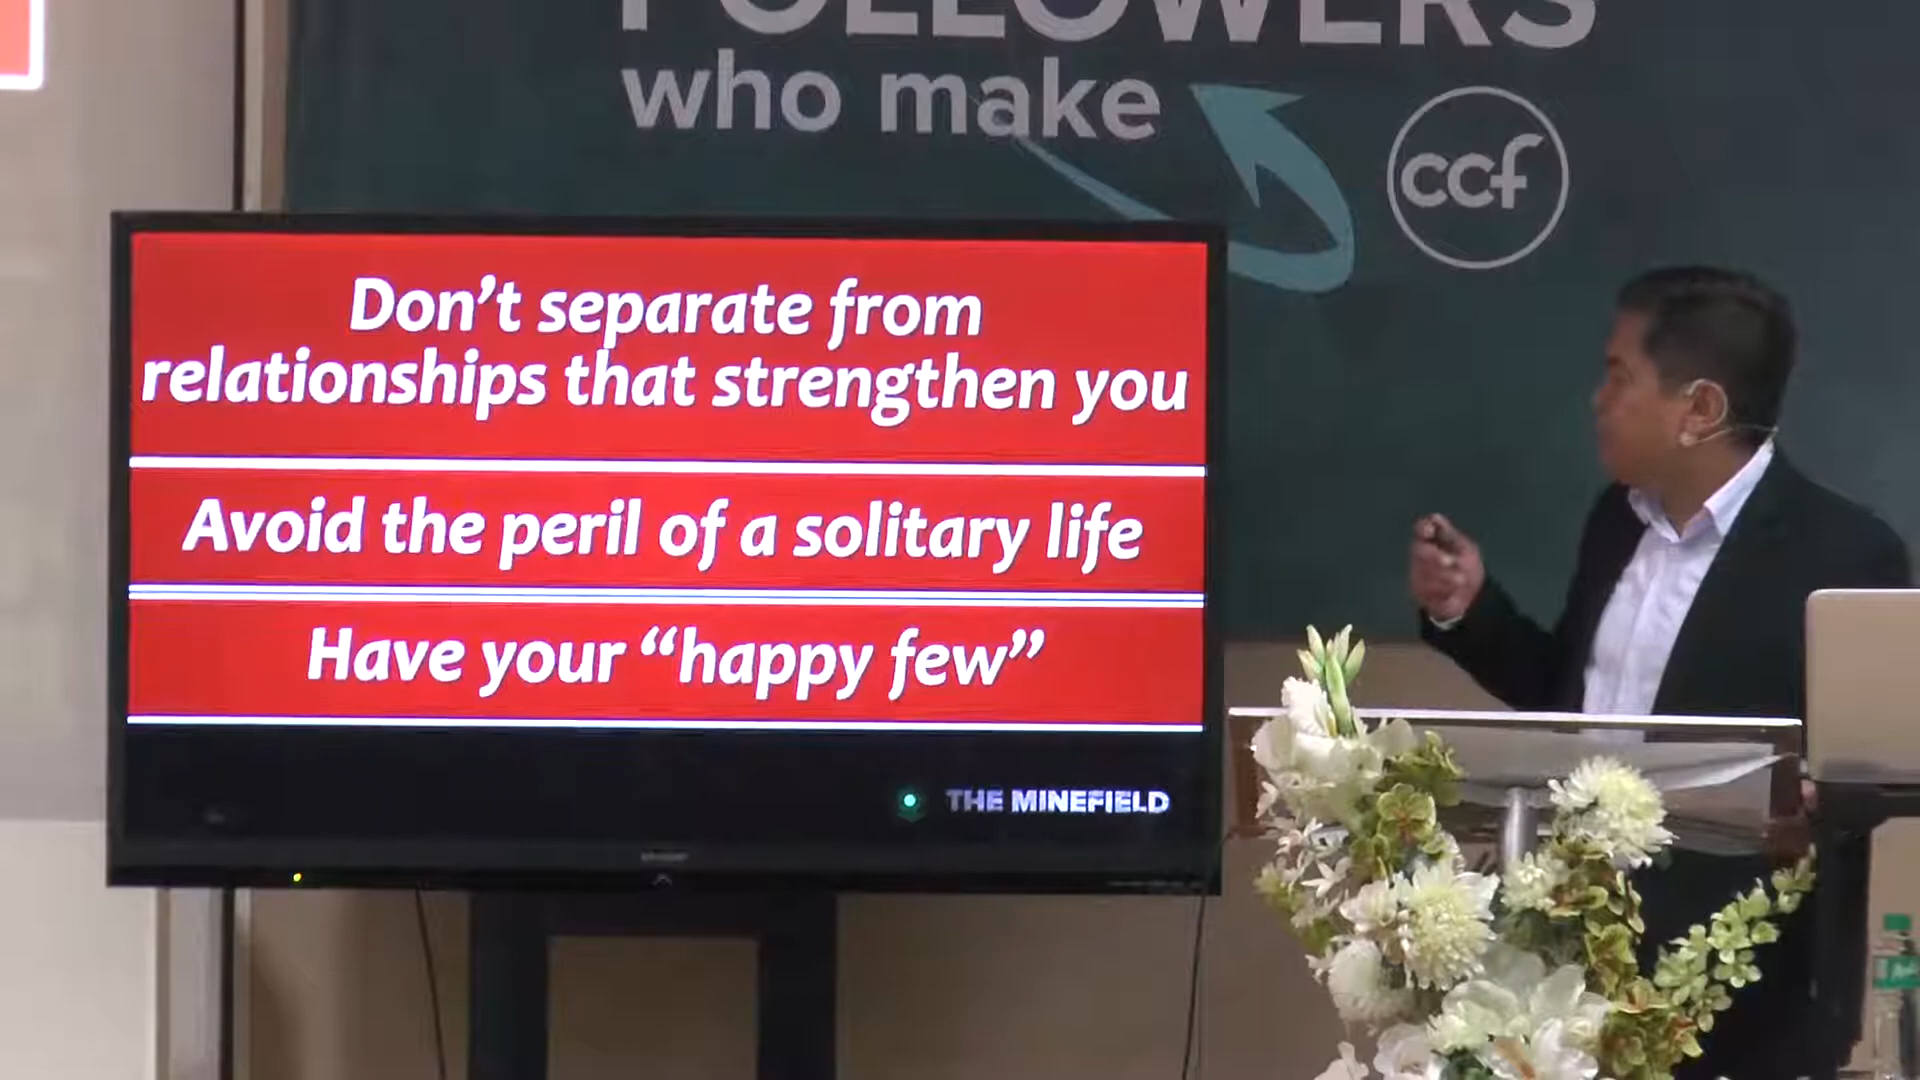 FOLLOWERS
who make
ccf
Don't separate from
relationships that strengthen you
Avoid the peril of a solitary life
Have your “happy few”
THE MINEFIELD